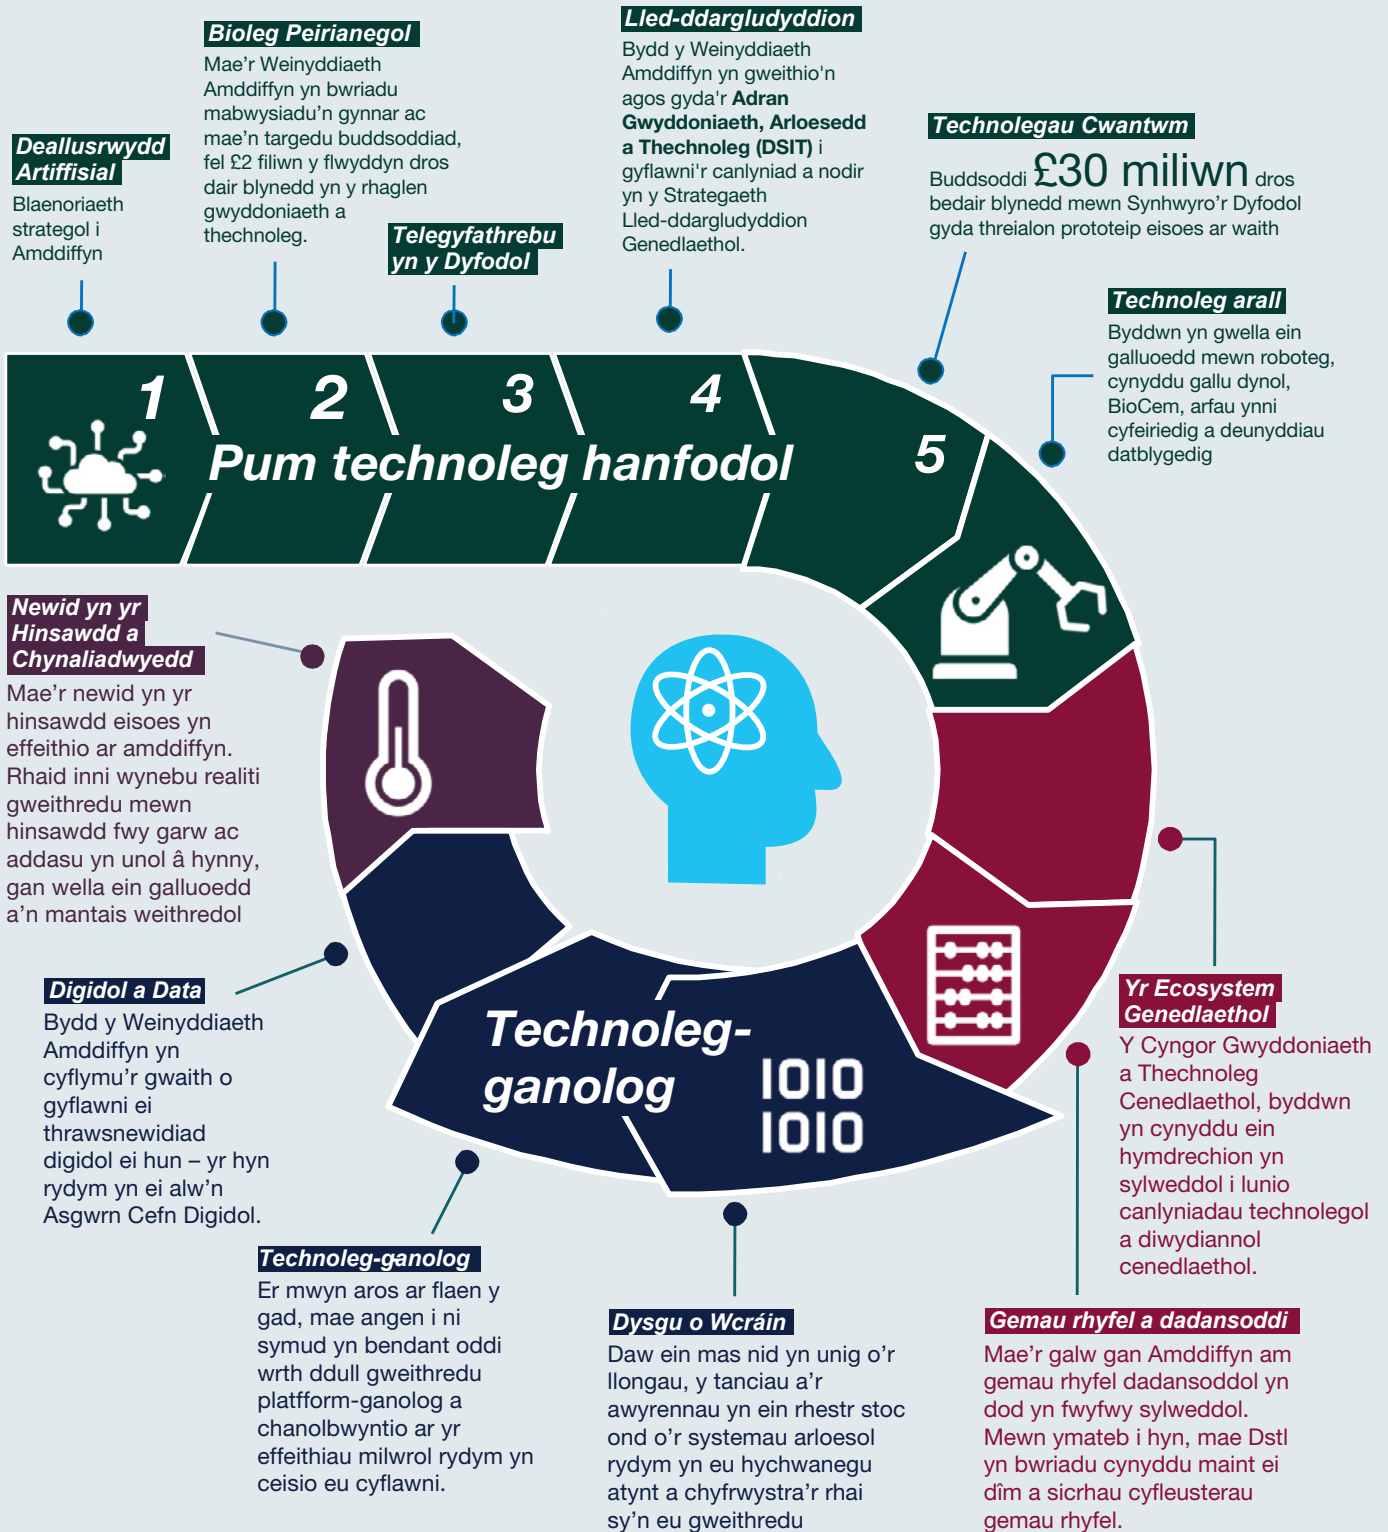 Deallusrwydd
Artiffisial
Blaenoriaeth
strategol i
Amddiffyn
Bioleg Peirianegol
Mae'r Weinyddiaeth
Amddiffyn yn bwriadu
mabwysiadu'n gynnar ac
mae'n targedu buddsoddiad,
fel £2 filiwn y flwyddyn dros
dair blynedd yn y rhaglen
gwyddoniaeth a
thechnoleg.
Telegyfathrebu
yn y Dyfodol
Lled-ddargludyddion
Bydd y Weinyddiaeth
Amddiffyn yn gweithio'n
agos gyda'r Adran
Gwyddoniaeth, Arloesedd
a Thechnoleg (DSIT) i
gyflawni'r canlyniad a nodir
yn y Strategaeth
Lled-ddargludyddion
Genedlaethol.
Technolegau Cwantwm
Buddsoddi £30 miliwn dros
bedair blynedd mewn Synhwyro'r Dyfodol
gyda threialon prototeip eisoes ar waith
Technoleg arall
Byddwn yn gwella ein
galluoedd mewn roboteg,
cynyddu gallu dynol,
BioCem, arfau ynni
cyfeiriedig a deunyddiau
datblygedig
1 2 3 4 5
Pum technoleg hanfodol
Newid yn yr
Hinsawdd a
Chynaliadwyedd
Mae'r newid yn yr
hinsawdd eisoes yn
effeithio ar amddiffyn.
Rhaid inni wynebu realiti
gweithredu mewn
hinsawdd fwy garw ac
addasu yn unol â hynny,
gan wella ein galluoedd
a'n mantais weithredol
Digidol a Data
Bydd y Weinyddiaeth
Amddiffyn yn
cyflymu'r gwaith o
gyflawni ei
thrawsnewidiad
digidol ei hun – yr hyn
rydym yn ei alw'n
Asgwrn Cefn Digidol.
Technoleg-
ganolog
1010
1010
Yr Ecosystem
Genedlaethol
Y Cyngor Gwyddoniaeth
a Thechnoleg
Cenedlaethol, byddwn
yn cynyddu ein
hymdrechion yn
sylweddol i lunio
canlyniadau technolegol
a diwydiannol
cenedlaethol.
Technoleg-ganolog
Er mwyn aros ar flaen y
gad, mae angen i ni
symud yn bendant oddi
wrth ddull gweithredu
platfform-ganolog a
chanolbwyntio ar yr
effeithiau milwrol rydym yn
ceisio eu cyflawni.
Dysgu o Wcráin
Daw ein mas nid yn unig o'r
llongau, y tanciau a'r
awyrennau yn ein rhestr stoc
ond o'r systemau arloesol
rydym yn eu hychwanegu
atynt a chyfrwystra'r rhai
sy'n eu gweithredu
Gemau rhyfel a dadansoddi
Mae'r galw gan Amddiffyn am
gemau rhyfel dadansoddol yn
dod yn fwyfwy sylweddol.
Mewn ymateb i hyn, mae Dstl
yn bwriadu cynyddu maint ei
dîm a sicrhau cyfleusterau
gemau rhyfel.